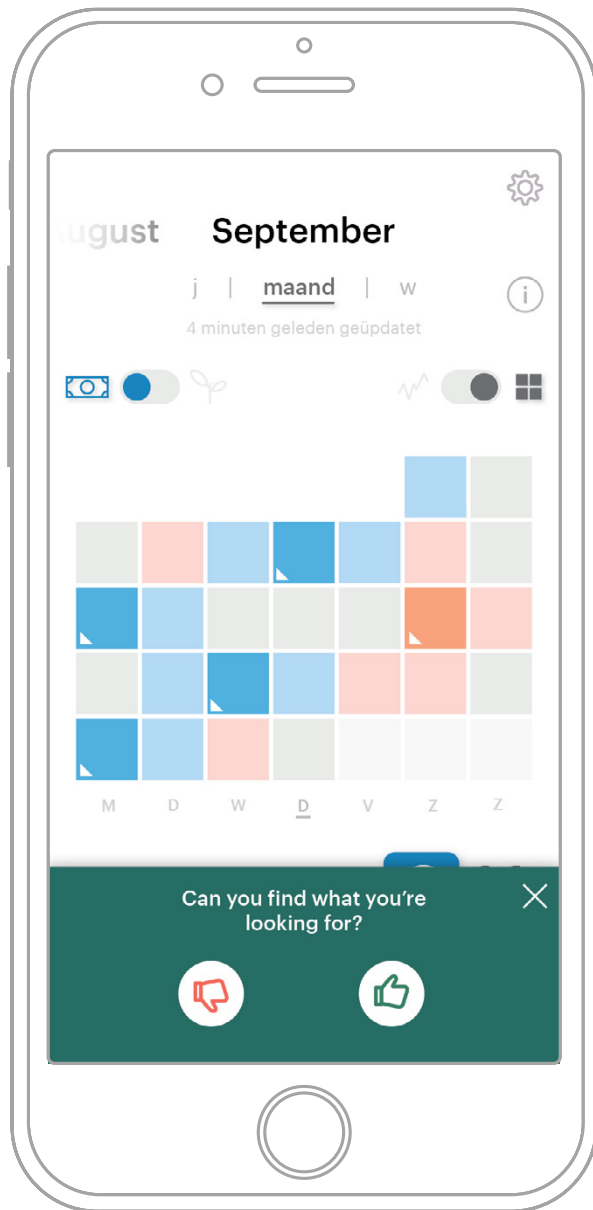 ugust September
j | maand | w
4 minuten geleden geüpdatet
M D W D V Z Z
Can you find what you're
looking for?